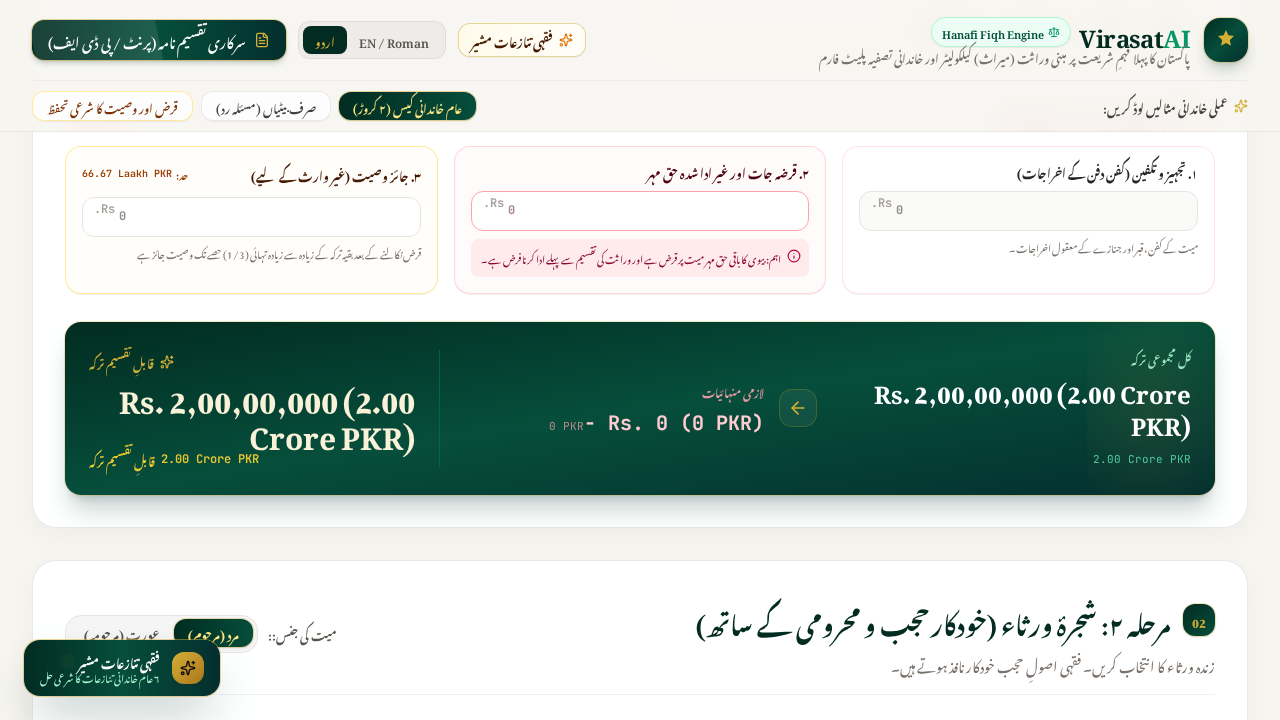 VirasatAI
Hanafi Fiqh Engine
پاکستان کا پہلا فہمِ شریعت پر مبنی وراثت (میراث) کیلکولیٹر اور خاندانی تصفیہ پلیٹ فارم
فقہی تنازعات مشیر
EN / Roman
اردو
سرکاری تقسیم نامہ (پرنٹ / پی ڈی ایف)
عملی خاندانی مثالیں لوڈ کریں:
عام خاندانی کیس (۲ کروڑ)
صرف بیٹیاں (مسئلہ رد)
قرض اور وصیت کا شرعی تحفظ
۱. تجہیز و تکفین (کفن دفن کے اخراجات)
Rs.
0
میت کے کفن، قبر اور جنازے کے معقول اخراجات۔
۲. قرضہ جات اور غیر ادا شدہ حق مہر
Rs.
0
اہم: بیوی کا باقی حق مہر میت پر قرض ہے اور وراثت کی تقسیم سے پہلے ادا کرنا فرض ہے۔
۳. جائز وصیت (غیر وارث کے لیے)
حد: 66.67 Laakh PKR
Rs.
0
قرض نکالنے کے بعد بقیہ ترکہ کے زیادہ سے زیادہ تہائی (1/3) حصے تک وصیت جائز ہے
کل مجموعی ترکہ
Rs. 2,00,00,000 (2.00 Crore
PKR)
2.00 Crore PKR
لازمی منہائیات
- Rs. 0 (0 PKR)
0 PKR
قابلِ تقسیم ترکہ
Rs. 2,00,00,000 (2.00
Crore PKR)
2.00 Crore PKR قابلِ تقسیم ترکہ
02
مرحلہ ۲: شجرۂ ورثاء (خودکار حجب و محرومی کے ساتھ)
زندہ ورثاء کا انتخاب کریں۔ فقہی اصولِ حجب خودکار نافذ ہوتے ہیں۔
میت کی جنس::
مرد (مرحوم)
عورت (مرحومہ)
فقہی تنازعات مشیر
٦ عام خاندانی تنازعات کا شرعی حل